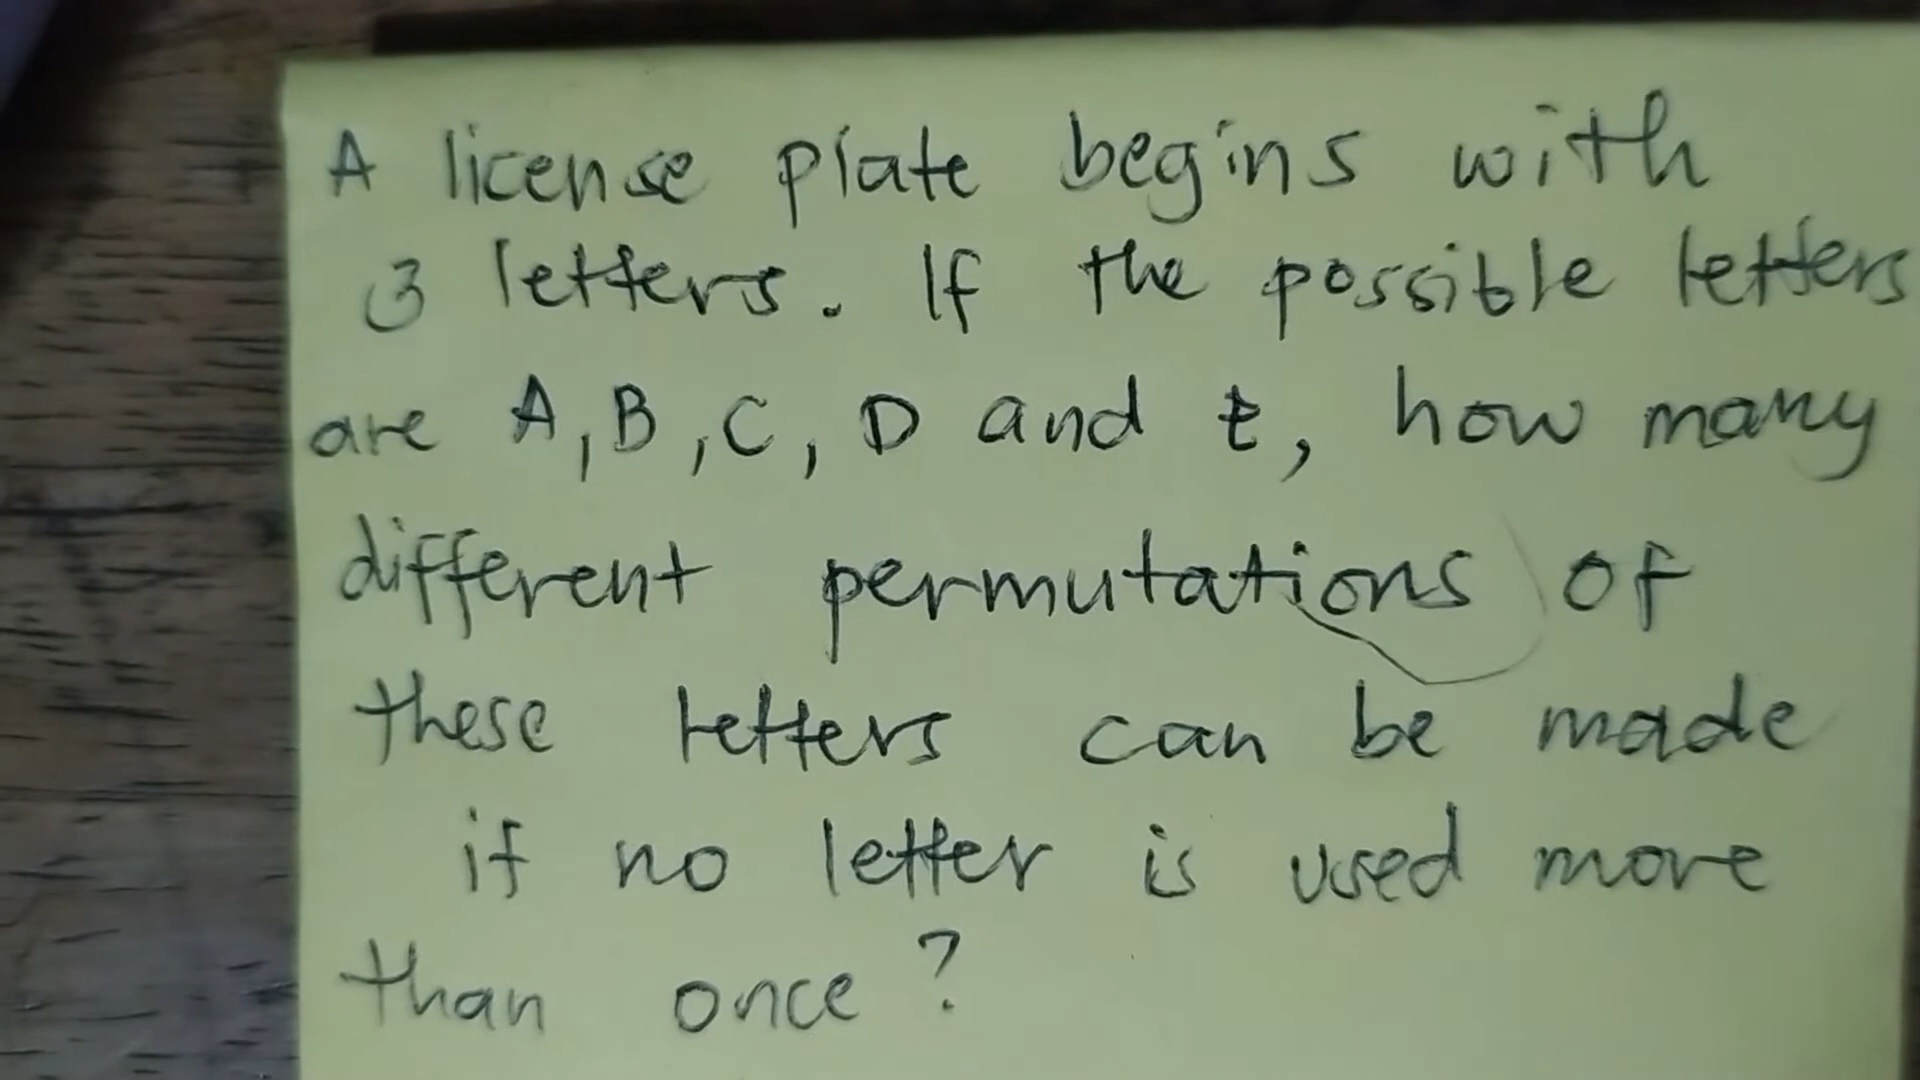 A license plate begins with
3 letters. If the possible letters
are A, B, C, D and E, how many
different permutations of
these letters can be made
if no letter is used more
than once?